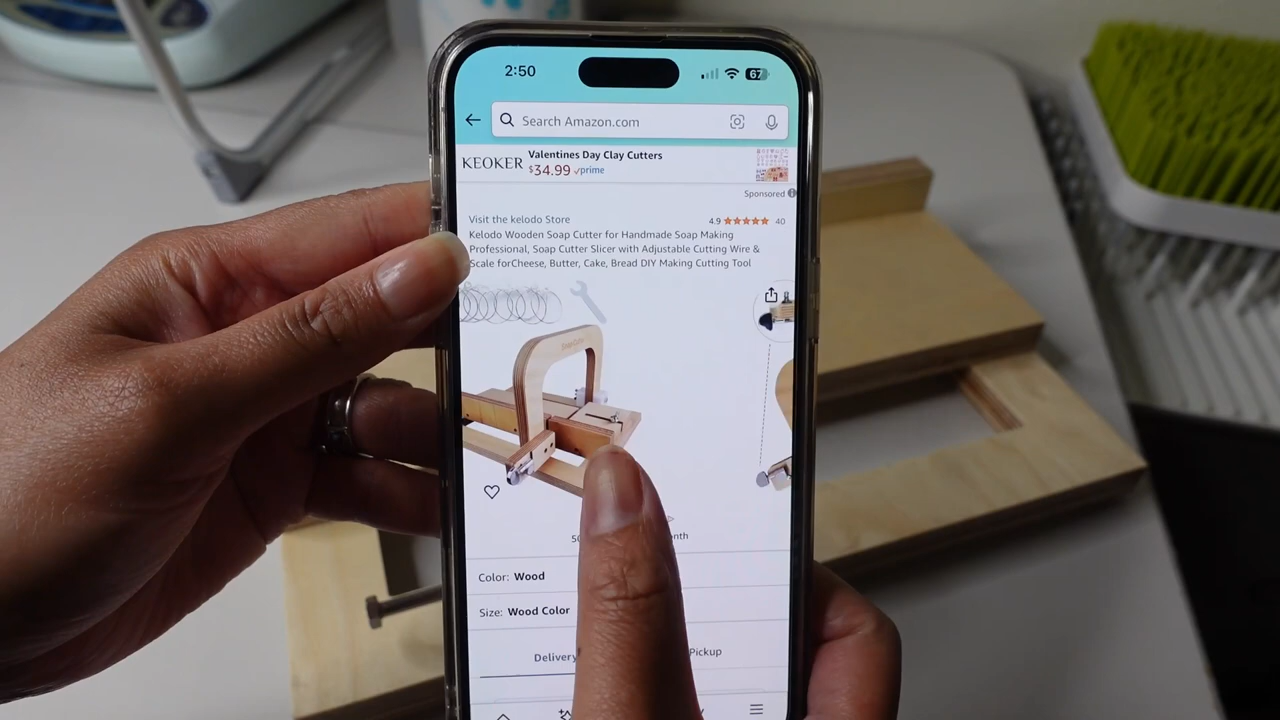 2:50
67
Search Amazon.com
KEOKER
Valentines Day Clay Cutters
$34.99 ✓prime
Sponsored
Visit the kelodo Store
4.9
40
Kelodo Wooden Soap Cutter for Handmade Soap Making
Professional, Soap Cutter Slicer with Adjustable Cutting Wire &
Scale forCheese, Butter, Cake, Bread DIY Making Cutting Tool
Color: Wood
Size: Wood Color
Delivery
Pickup